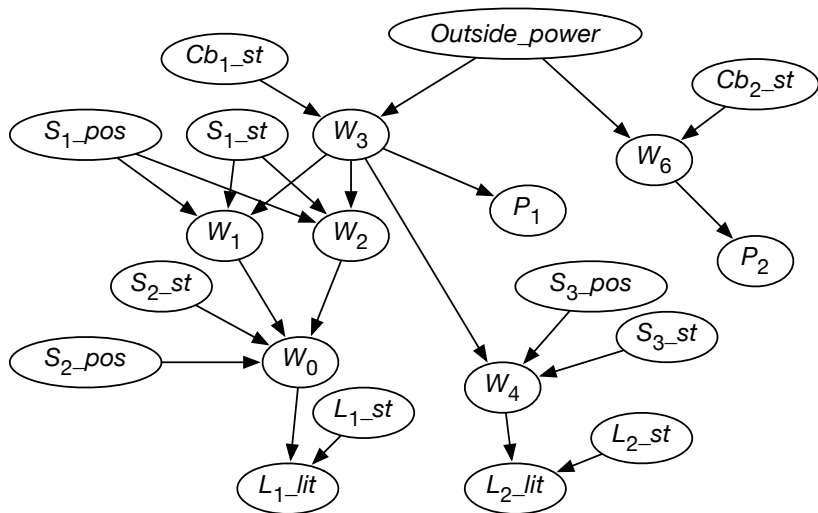 Outside_power
Cb1_st
Cb2_st
S1_pos
S1_st
W3
W6
P1
W1
W2
P2
S2_st
S3_pos
S3_st
S2_pos
W0
W4
L1_st
L2_st
L1_lit
L2_lit